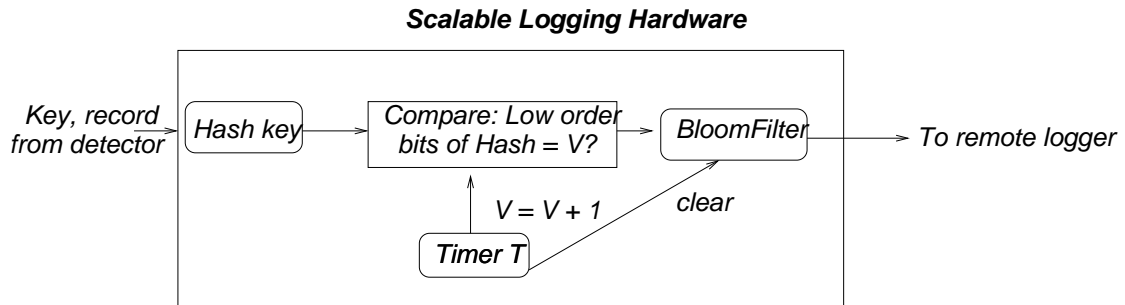 Scalable Logging Hardware
Key, record
from detector
Hash key
Compare: Low order
bits of Hash = V?
BloomFilter
To remote logger
V = V + 1
clear
Timer T